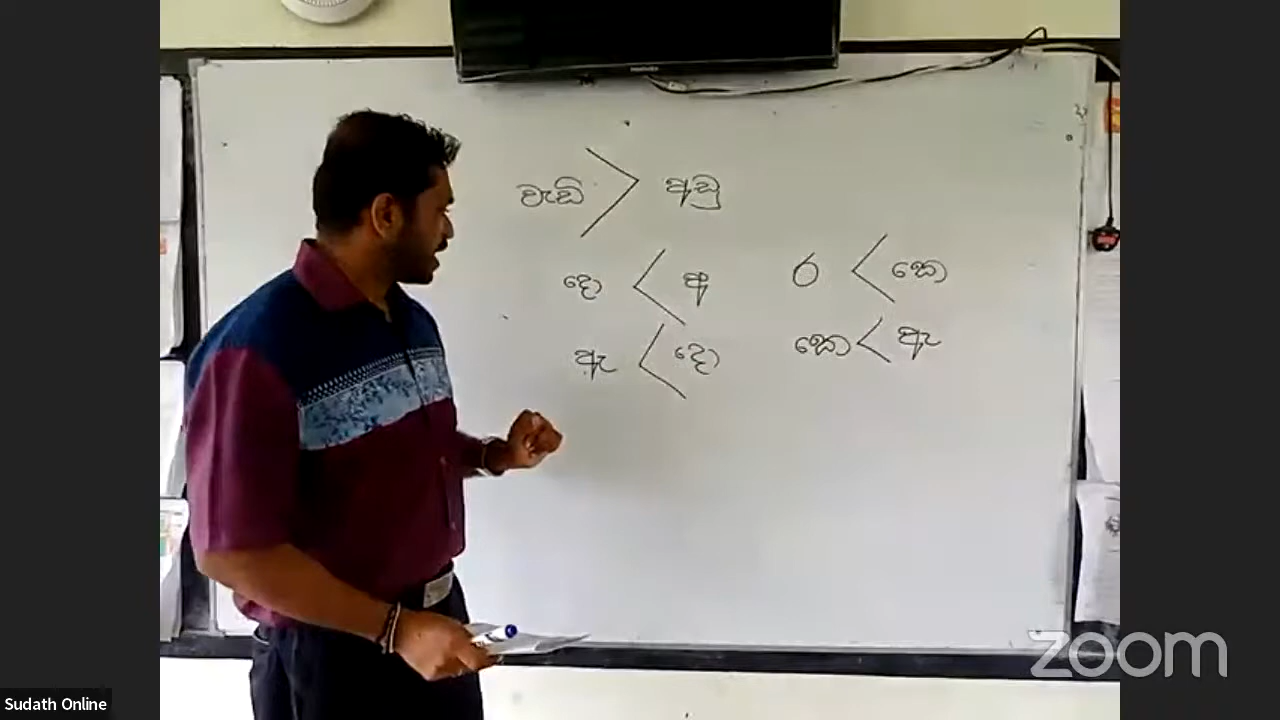 වැඩි > අඩු
දො < අ
ඇ < දො
ර < කො
කො < ඇ
zoom
Sudath Online